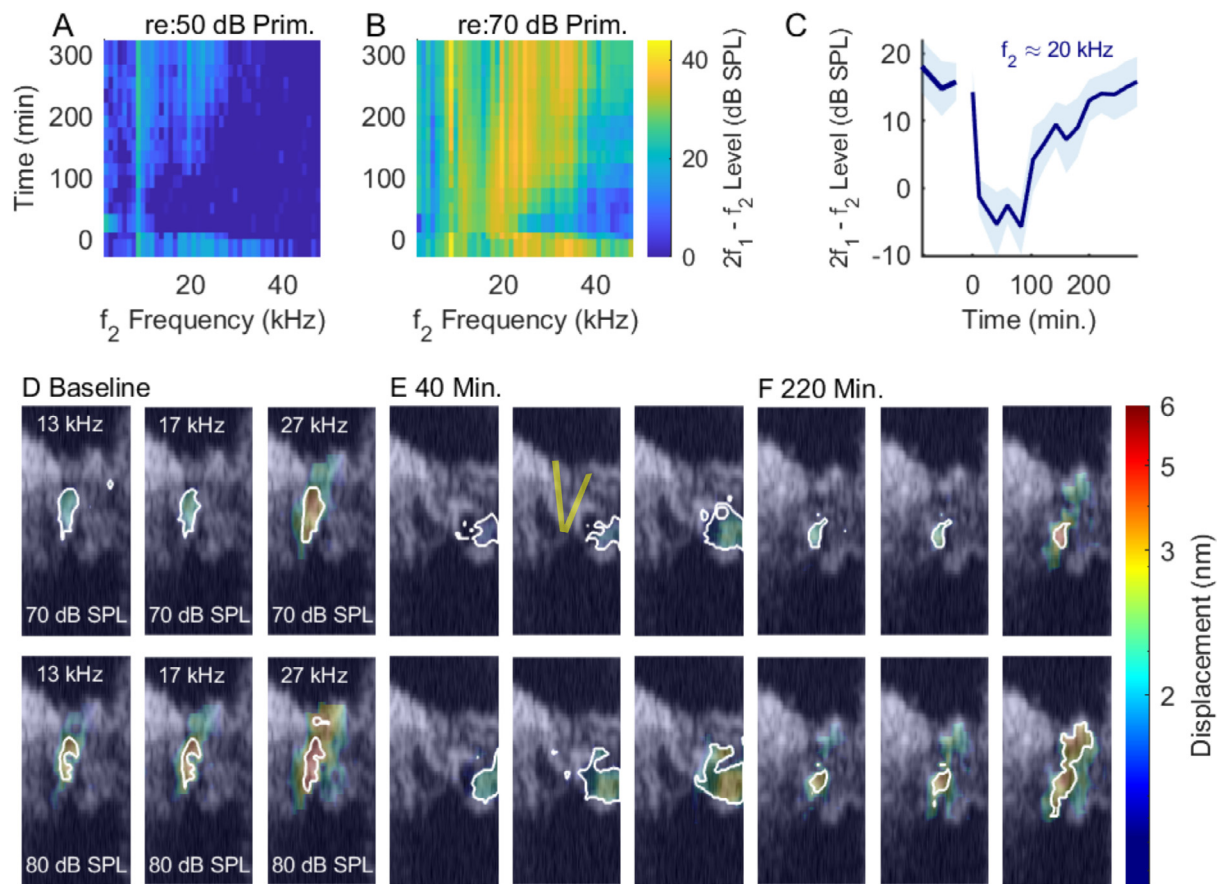 A re:50 dB Prim. B re:70 dB Prim. C
300
200
100
0
Time (min)
20 40
f2 Frequency (kHz)
300
200
100
0
20 40
f2 Frequency (kHz)
40
20
0
2f1 - f2 Level (dB SPL)
2f1 - f2 Level (dB SPL)
20
10
0
-10
f2 ≈ 20 kHz
0 100 200
Time (min.)
D Baseline E 40 Min. F 220 Min.
13 kHz 17 kHz 27 kHz
70 dB SPL 70 dB SPL 70 dB SPL
13 kHz 17 kHz 27 kHz
80 dB SPL 80 dB SPL 80 dB SPL
6
5
3
2
Displacement (nm)